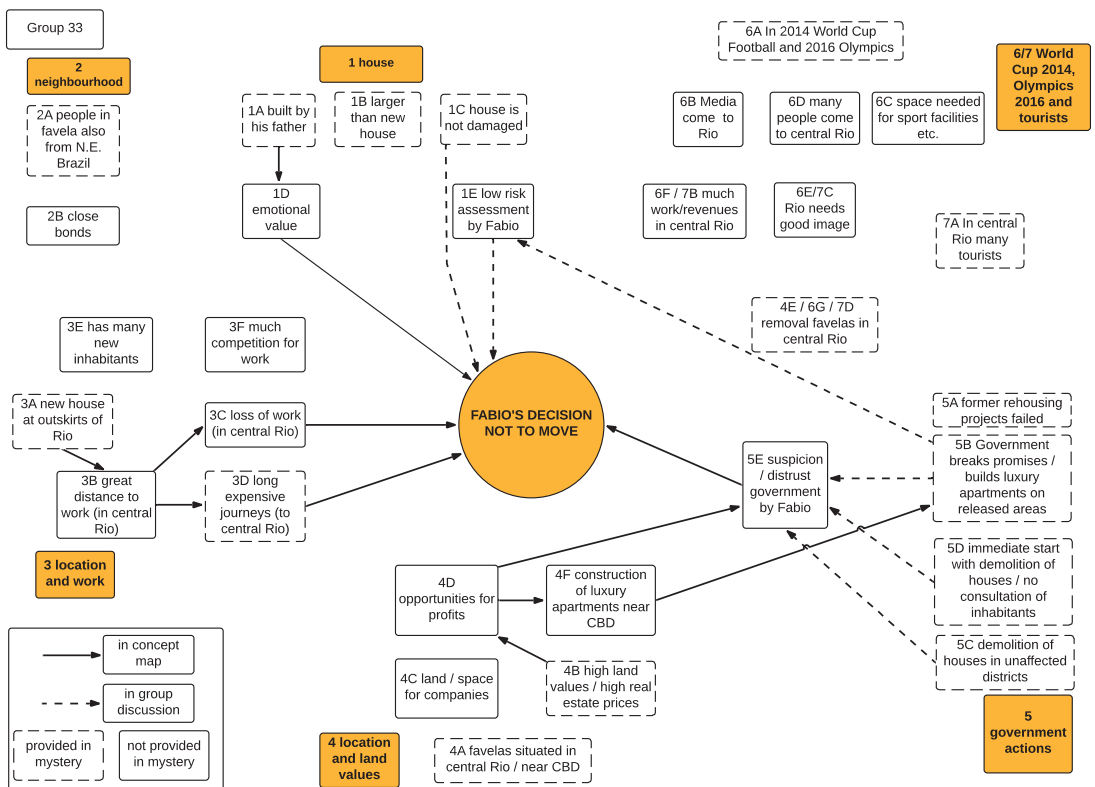 Group 33
2
neighbourhood
2A people in
favela also
from N.E.
Brazil
2B close
bonds
1 house
1A built by
his father
1B larger
than new
house
1C house is
not damaged
1D
emotional
value
1E low risk
assessment
by Fabio
6A In 2014 World Cup
Football and 2016 Olympics
6/7 World
Cup 2014,
Olympics
2016 and
tourists
6B Media
come to
Rio
6D many
people come
to central Rio
6C space needed
for sport facilities
etc.
6F / 7B much
work/revenues
in central Rio
6E/7C
Rio needs
good image
7A In central
Rio many
tourists
4E / 6G / 7D
removal favelas in
central Rio
3E has many
new
inhabitants
3F much
competition for
work
3A new house
at outskirts of
Rio
3C loss of work
(in central Rio)
3B great
distance to
work (in central
Rio)
3D long
expensive
journeys (to
central Rio)
3 location
and work
FABIO'S DECISION
NOT TO MOVE
5A former rehousing
projects failed
5B Government
breaks promises /
builds luxury
apartments on
released areas
5E suspicion
/ distrust
government
by Fabio
5D immediate start
with demolition of
houses / no
consultation of
inhabitants
5C demolition of
houses in unaffected
districts
5
government
actions
4D
opportunities for
profits
4F construction
of luxury
apartments near
CBD
4C land / space
for companies
4B high land
values / high real
estate prices
4 location
and land
values
4A favelas situated in
central Rio / near CBD
in concept
map
in group
discussion
provided in
mystery
not provided
in mystery